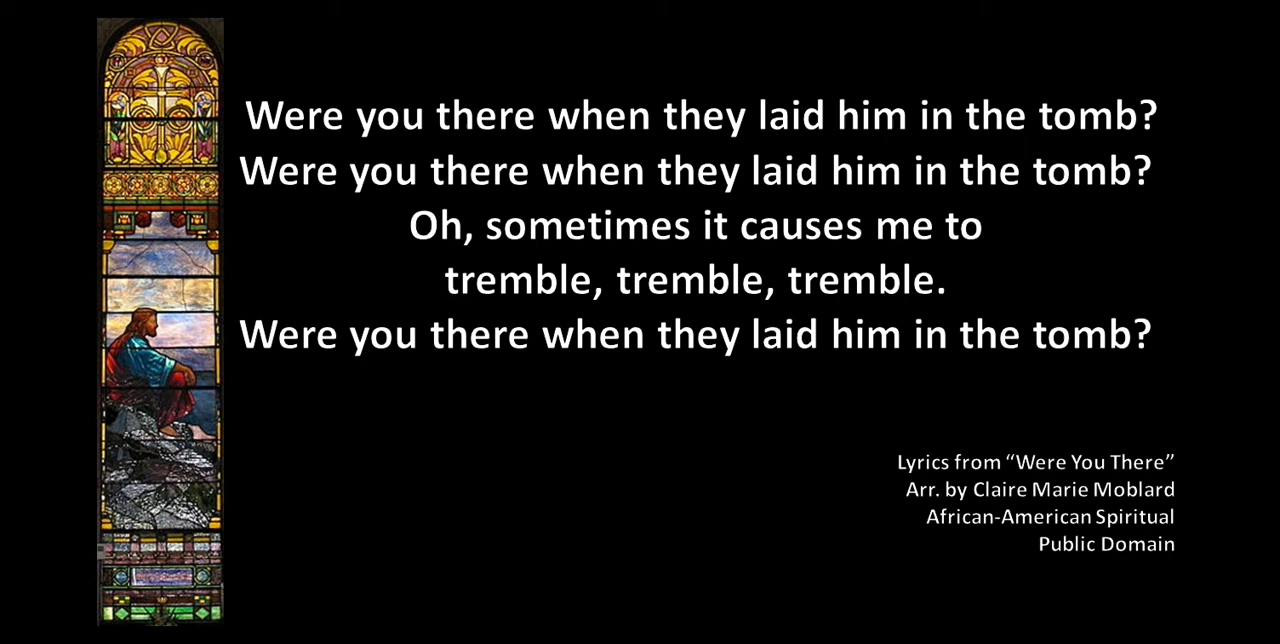 Were you there when they laid him in the tomb?
Were you there when they laid him in the tomb?
Oh, sometimes it causes me to
tremble, tremble, tremble.
Were you there when they laid him in the tomb?
Lyrics from “Were You There”
Arr. by Claire Marie Moblard
African-American Spiritual
Public Domain